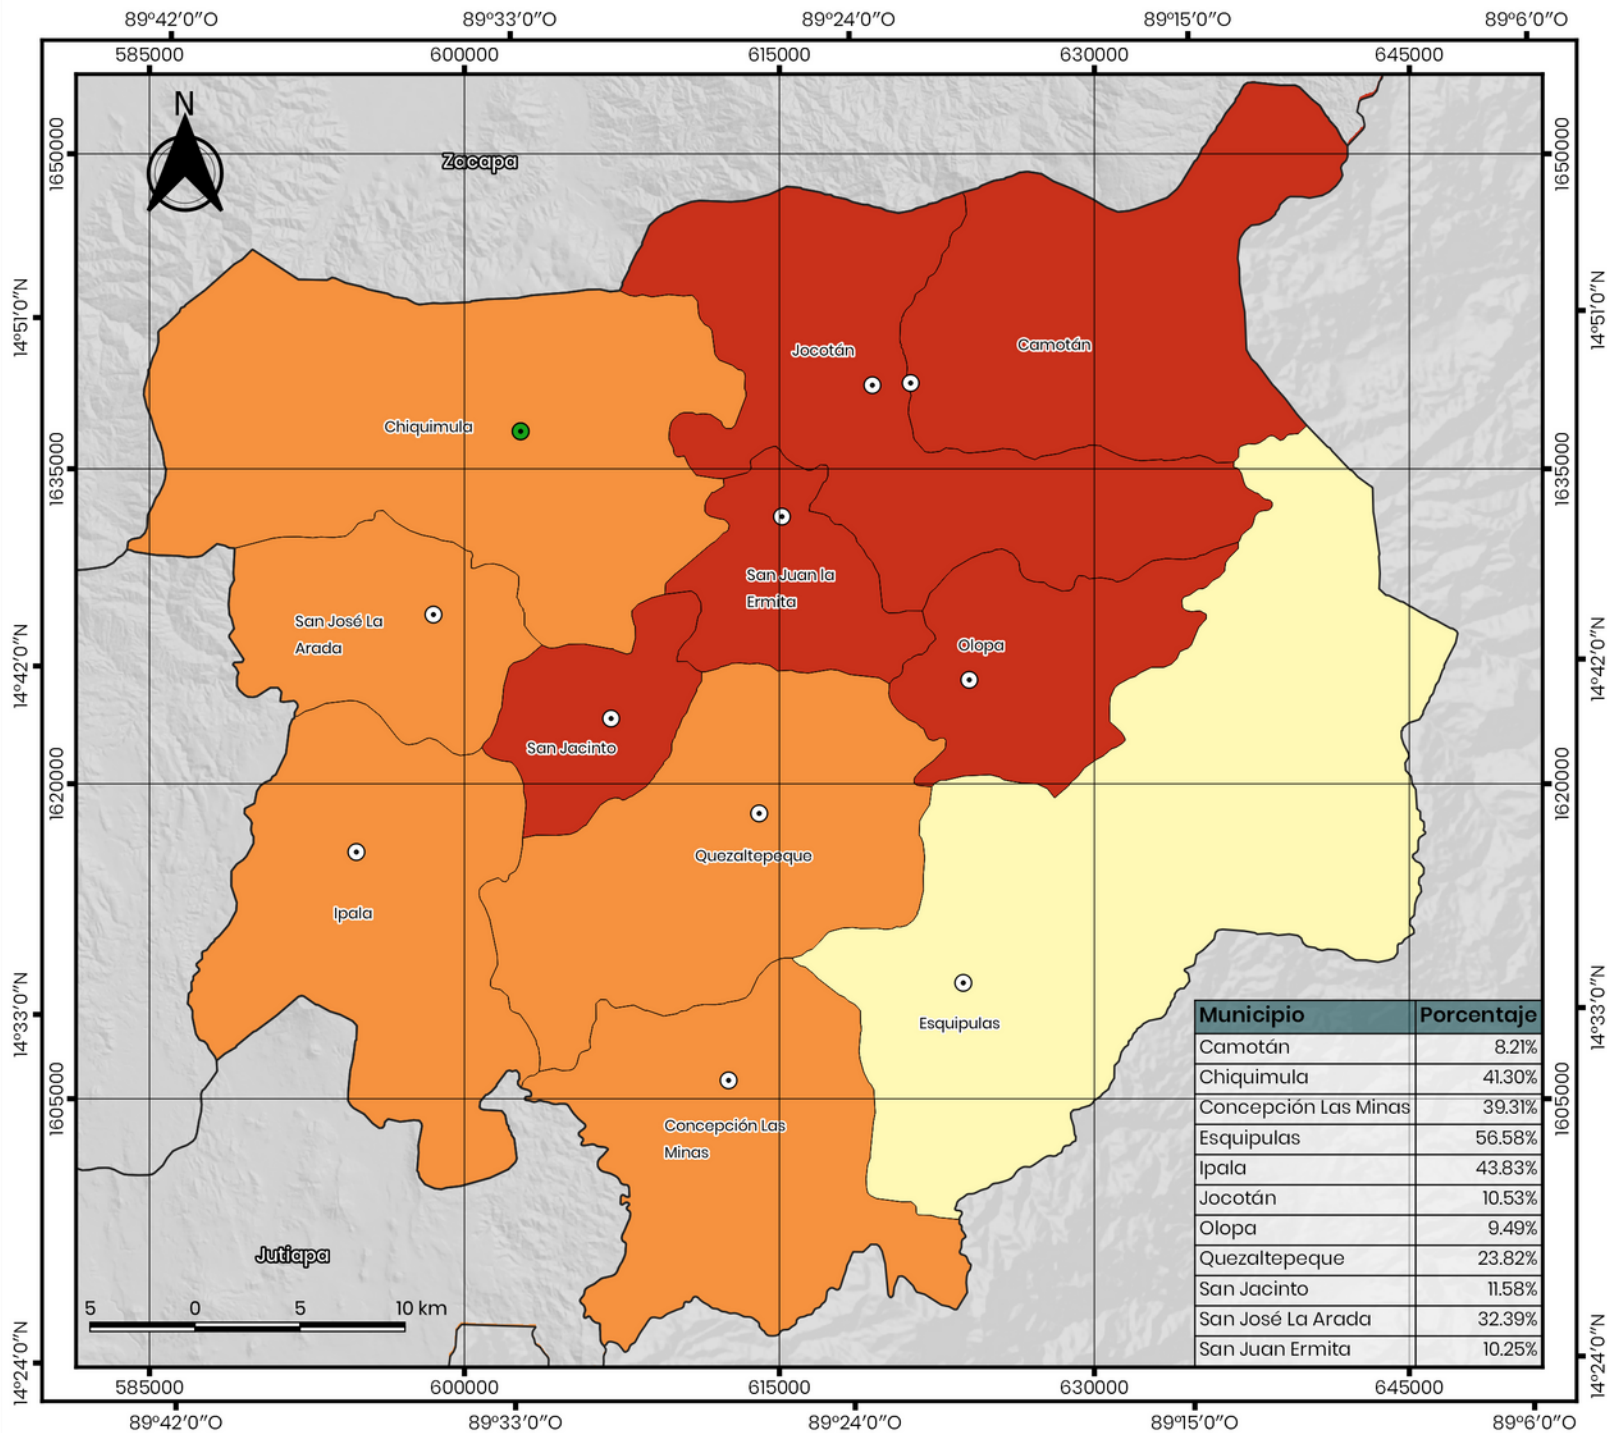 89°42'0"O 89°33'0"O 89°24'0"O 89°15'0"O 89°6'0"O
585000 600000 615000 630000 645000
N
Zacapa
1650000
1650000
14°51'0"N
14°51'0"N
Jocotán
Camotán
Chiquimula
1635000
1635000
San Juan la
Ermita
San José La
Arada
Olopa
14°42'0"N
14°42'0"N
San Jacinto
1620000
1620000
Quezaltepeque
Ipala
Esquipulas
14°33'0"N
14°33'0"N
1605000
1605000
Concepción Las
Minas
Municipio Porcentaje
Camotán 8.21%
Chiquimula 41.30%
Concepción Las Minas 39.31%
Esquipulas 56.58%
Ipala 43.83%
Jocotán 10.53%
Olopa 9.49%
Quezaltepeque 23.82%
San Jacinto 11.58%
San José La Arada 32.39%
San Juan Ermita 10.25%
Jutiapa
5 0 5 10 km
14°24'0"N
14°24'0"N
585000 600000 615000 630000 645000
89°42'0"O 89°33'0"O 89°24'0"O 89°15'0"O 89°6'0"O